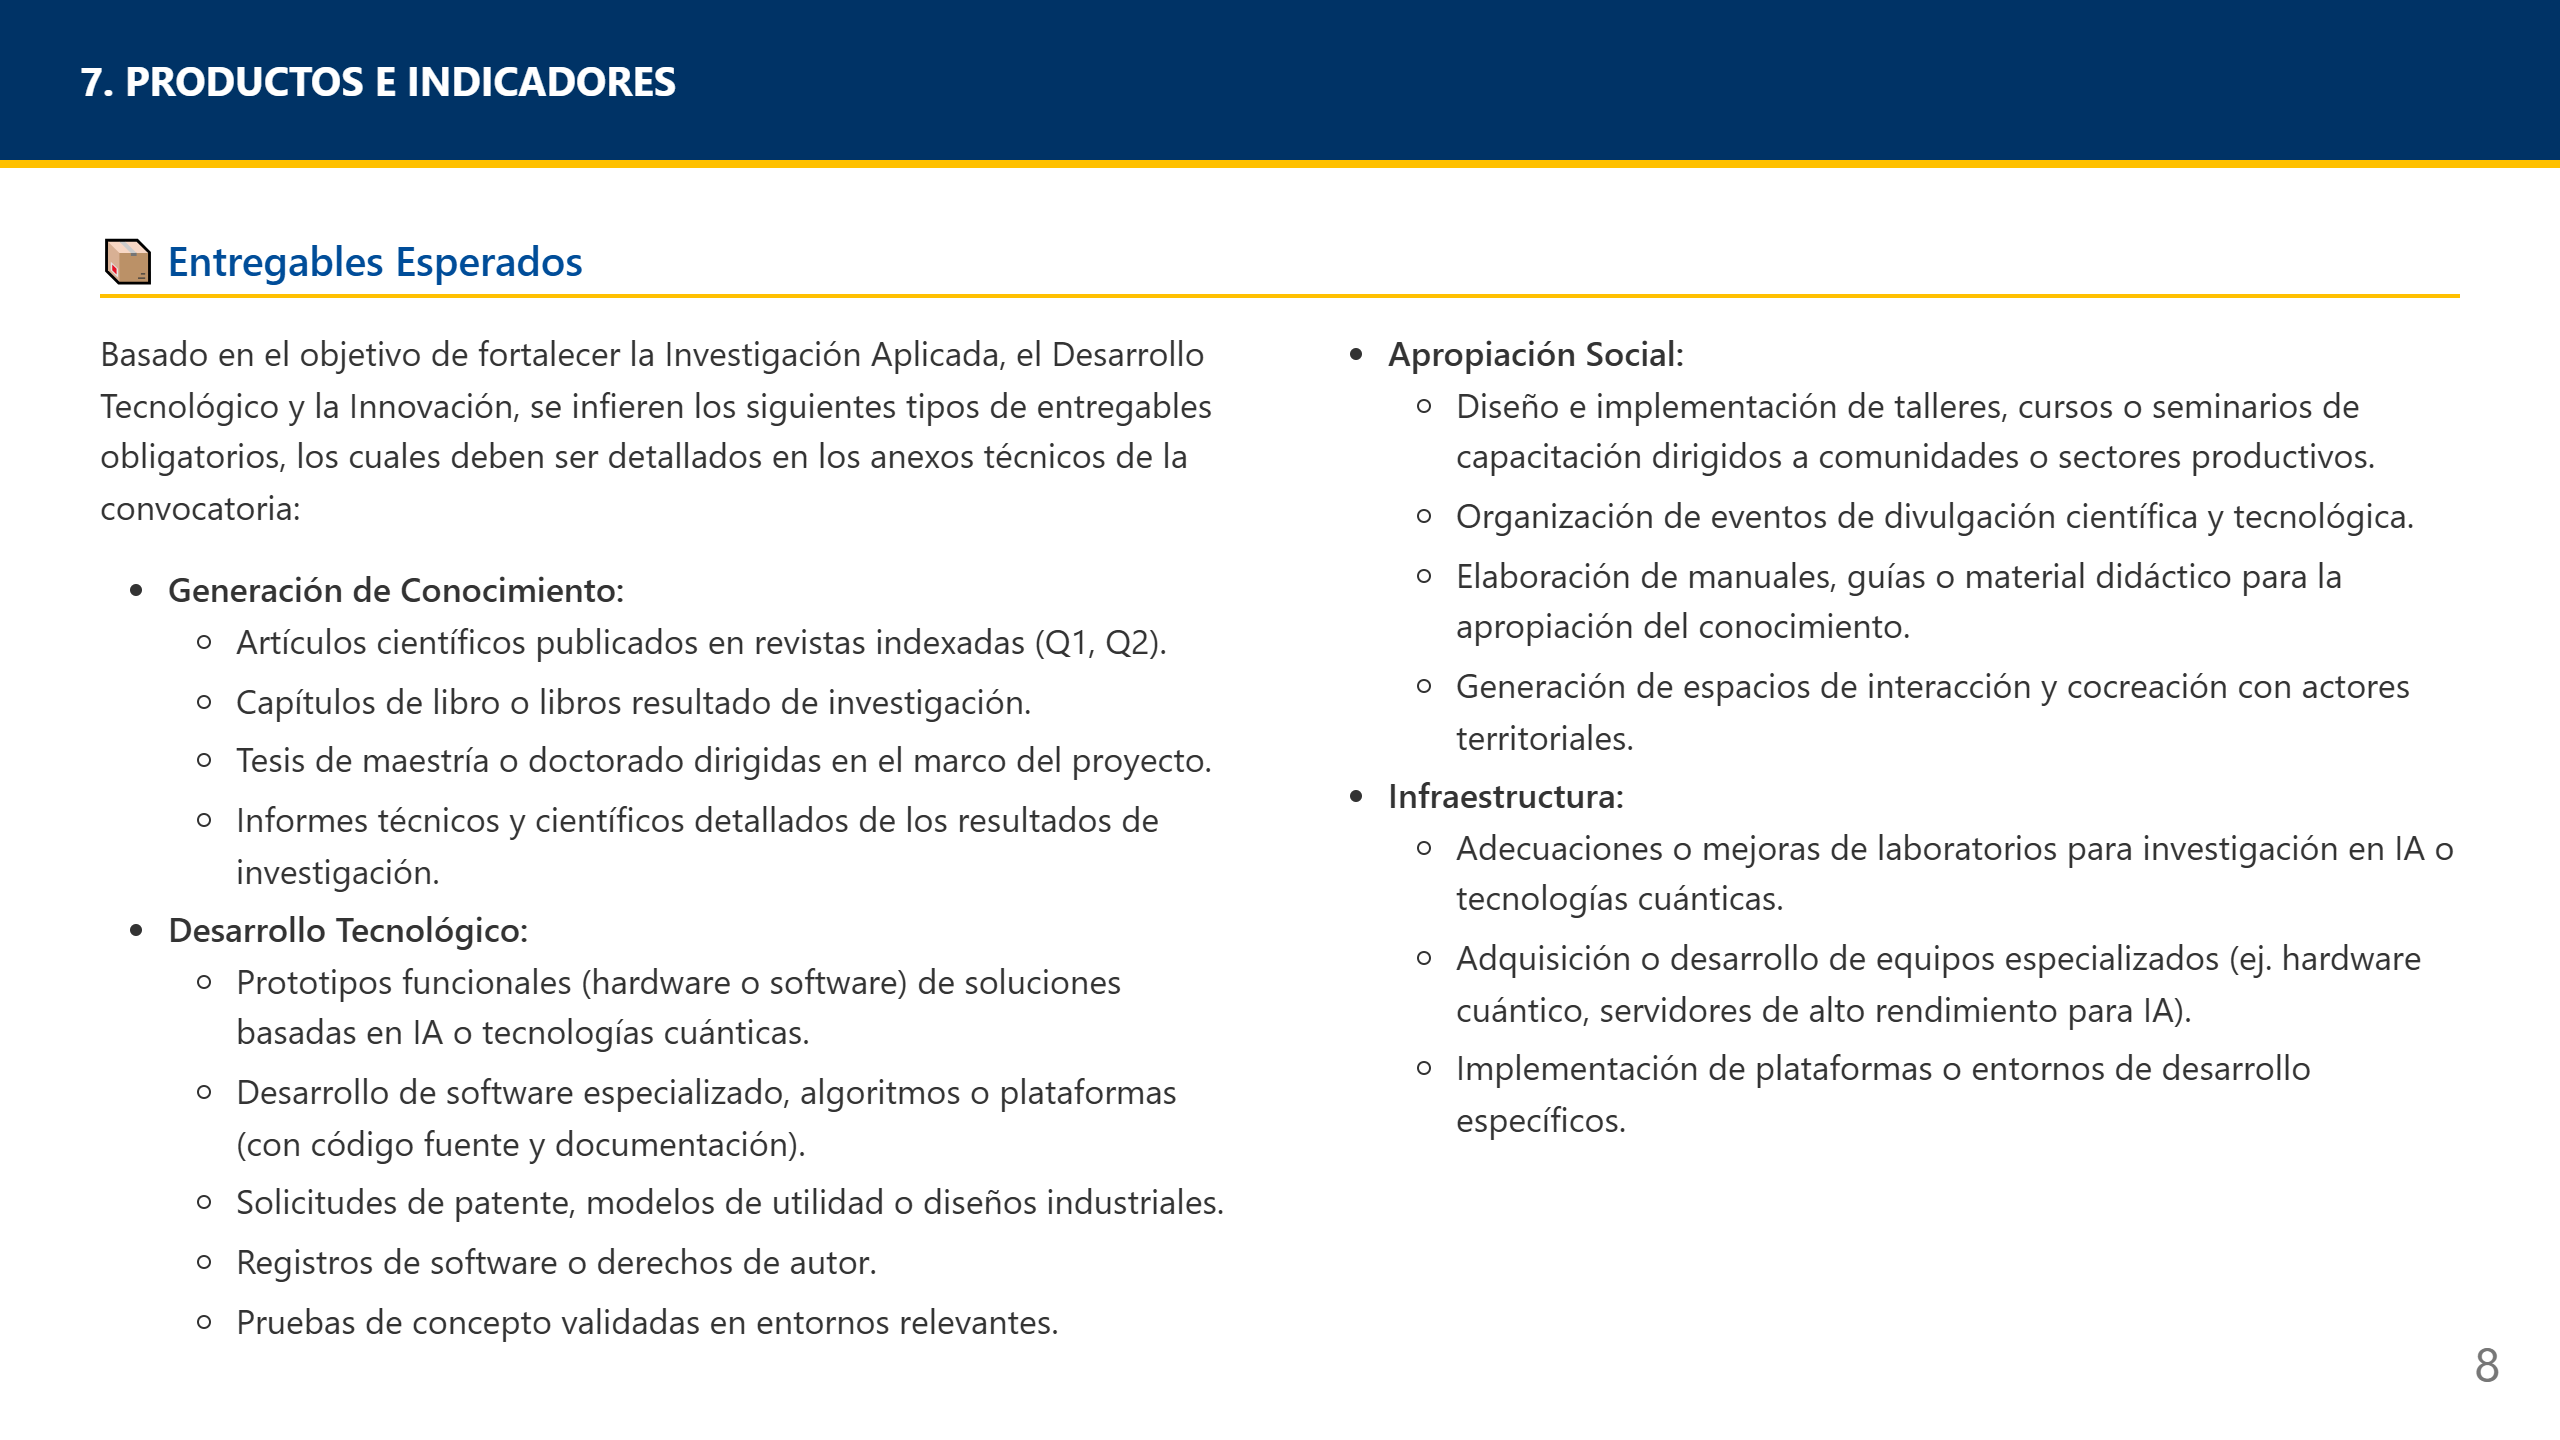 7. PRODUCTOS E INDICADORES
Entregables Esperados
Basado en el objetivo de fortalecer la Investigación Aplicada, el Desarrollo
Tecnológico y la Innovación, se infieren los siguientes tipos de entregables
obligatorios, los cuales deben ser detallados en los anexos técnicos de la
convocatoria:
Generación de Conocimiento:
Artículos científicos publicados en revistas indexadas (Q1, Q2).
Capítulos de libro o libros resultado de investigación.
Tesis de maestría o doctorado dirigidas en el marco del proyecto.
Informes técnicos y científicos detallados de los resultados de
investigación.
Desarrollo Tecnológico:
Prototipos funcionales (hardware o software) de soluciones
basadas en IA o tecnologías cuánticas.
Desarrollo de software especializado, algoritmos o plataformas
(con código fuente y documentación).
Solicitudes de patente, modelos de utilidad o diseños industriales.
Registros de software o derechos de autor.
Pruebas de concepto validadas en entornos relevantes.
Apropiación Social:
Diseño e implementación de talleres, cursos o seminarios de
capacitación dirigidos a comunidades o sectores productivos.
Organización de eventos de divulgación científica y tecnológica.
Elaboración de manuales, guías o material didáctico para la
apropiación del conocimiento.
Generación de espacios de interacción y cocreación con actores
territoriales.
Infraestructura:
Adecuaciones o mejoras de laboratorios para investigación en IA o
tecnologías cuánticas.
Adquisición o desarrollo de equipos especializados (ej. hardware
cuántico, servidores de alto rendimiento para IA).
Implementación de plataformas o entornos de desarrollo
específicos.
8